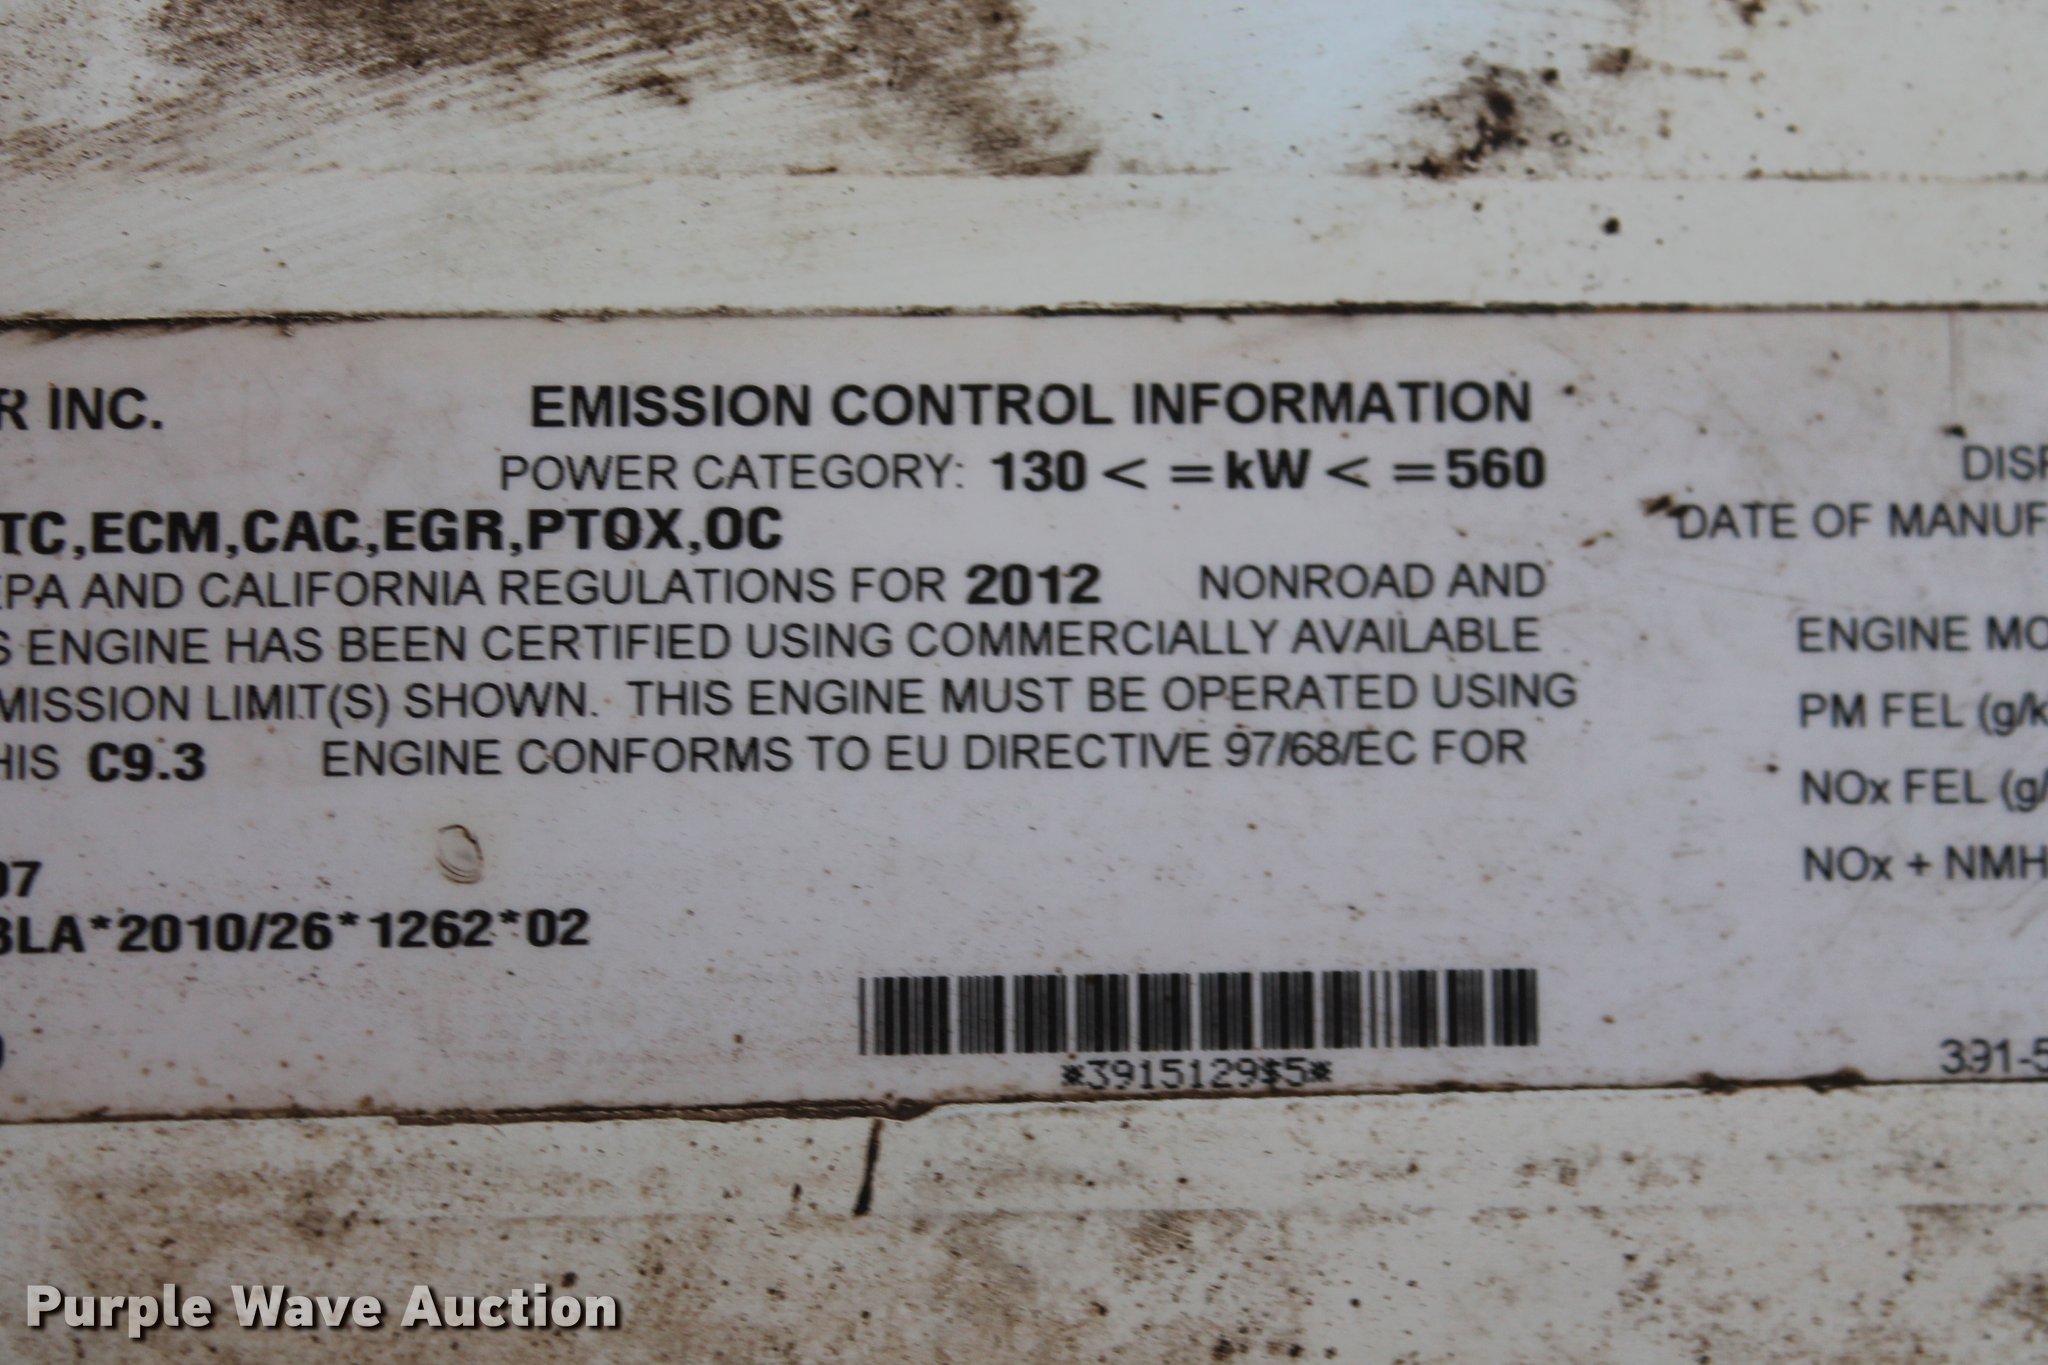 R INC. EMISSION CONTROL INFORMATION
POWER CATEGORY: 130 < = kW < = 560
DISP
TC,ECM,CAC,EGR,PTOX,OC DATE OF MANUF
EPA AND CALIFORNIA REGULATIONS FOR 2012 NONROAD AND
S ENGINE HAS BEEN CERTIFIED USING COMMERCIALLY AVAILABLE ENGINE MO
MISSION LIMIT(S) SHOWN. THIS ENGINE MUST BE OPERATED USING PM FEL (g/k
HIS C9.3 ENGINE CONFORMS TO EU DIRECTIVE 97/68/EC FOR NOx FEL (g/
07 NOx + NMH
BLA*2010/26*1262*02
*3915129$5* 391-5
Purple Wave Auction